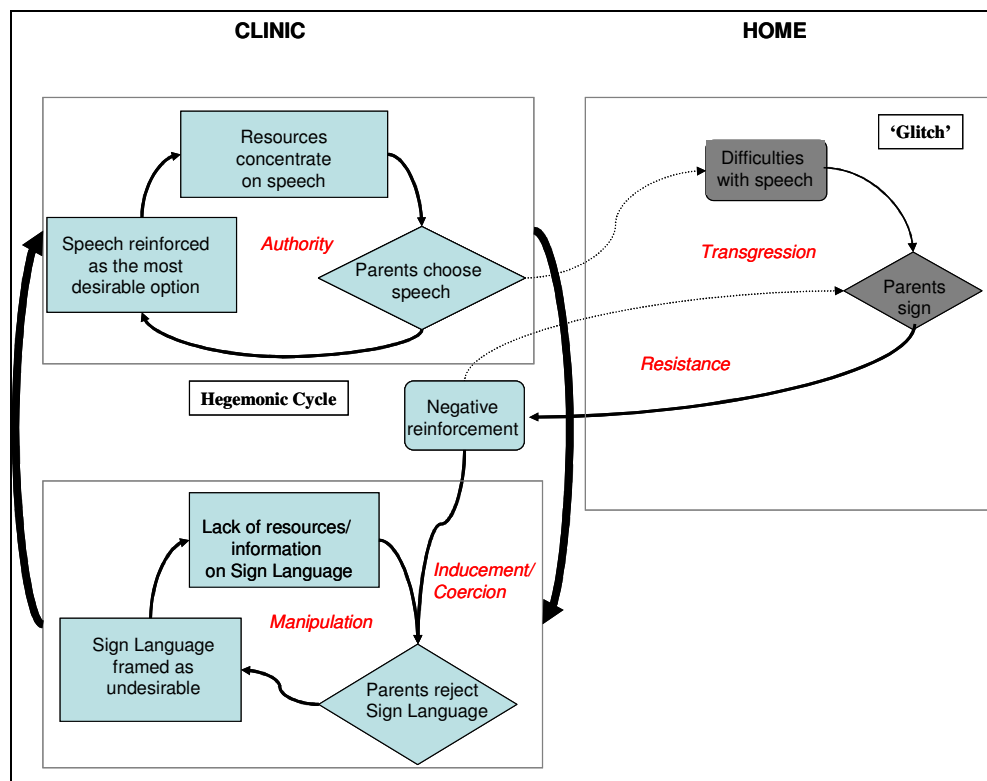 CLINIC
HOME
Resources
concentrate
on speech
Speech reinforced
as the most
desirable option
Authority
Parents choose
speech
‘Glitch’
Difficulties
with speech
Transgression
Parents
sign
Resistance
Hegemonic Cycle
Negative
reinforcement
Lack of resources/
information
on Sign Language
Inducement/
Coercion
Manipulation
Sign Language
framed as
undesirable
Parents reject
Sign Language